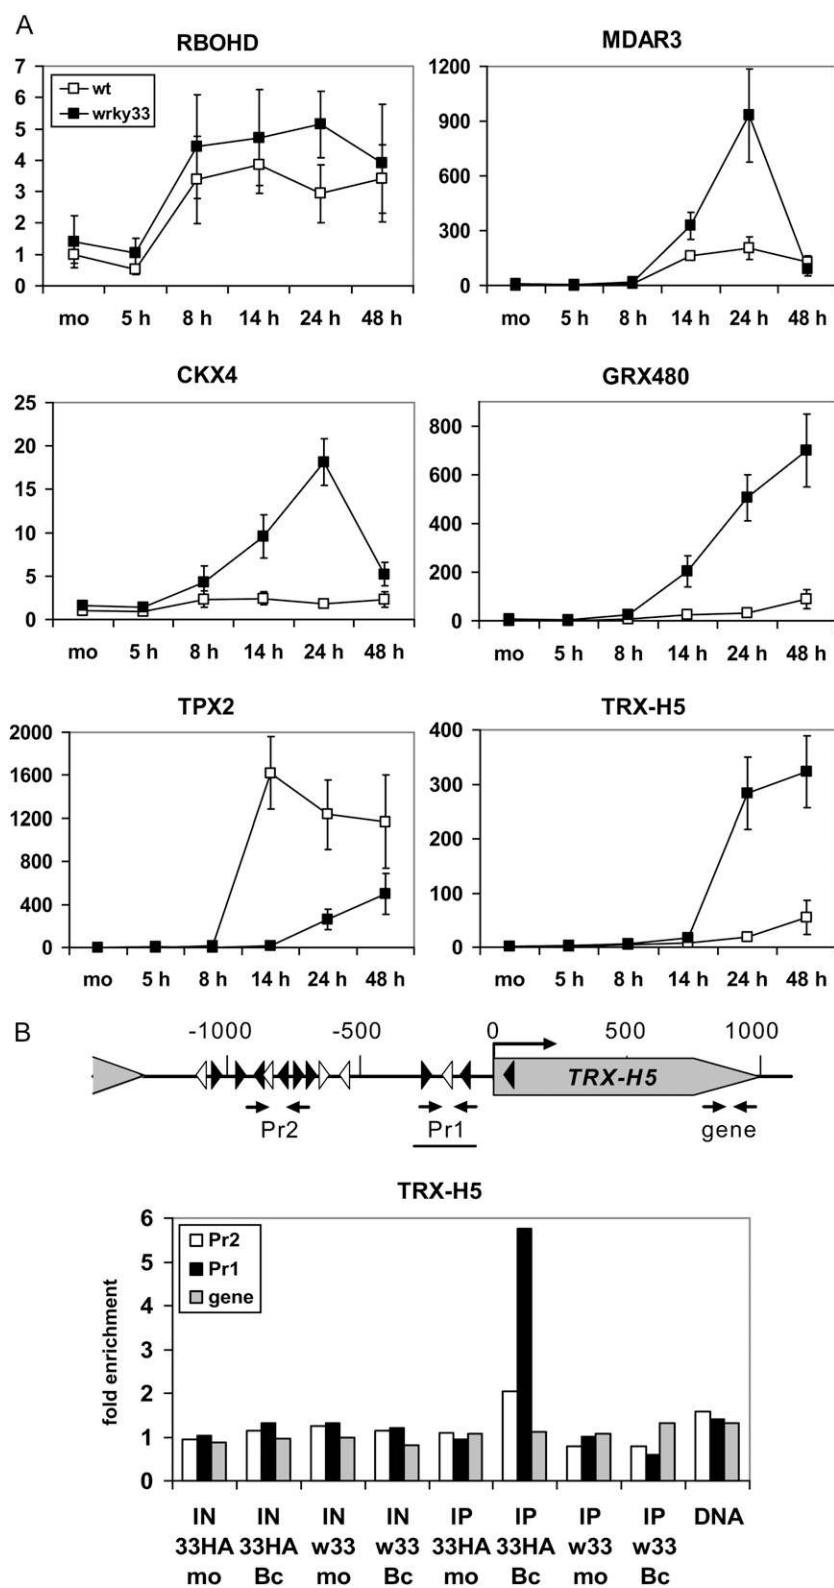 A
RBOHD
7
6
5
4
3
2
1
0
wt
wrky33
mo 5 h 8 h 14 h 24 h 48 h
MDAR3
1200
900
600
300
0
mo 5 h 8 h 14 h 24 h 48 h
CKX4
25
20
15
10
5
0
mo 5 h 8 h 14 h 24 h 48 h
GRX480
800
600
400
200
0
mo 5 h 8 h 14 h 24 h 48 h
TPX2
2000
1600
1200
800
400
0
mo 5 h 8 h 14 h 24 h 48 h
TRX-H5
400
300
200
100
0
mo 5 h 8 h 14 h 24 h 48 h
B
-1000 -500 0 500 1000
TRX-H5
Pr2 Pr1 gene
TRX-H5
fold enrichment
6
5
4
3
2
1
0
Pr2
Pr1
gene
IN IN IN IN IP IP IP IP DNA
33HA 33HA w33 w33 33HA 33HA w33 w33
mo Bc mo Bc mo Bc mo Bc